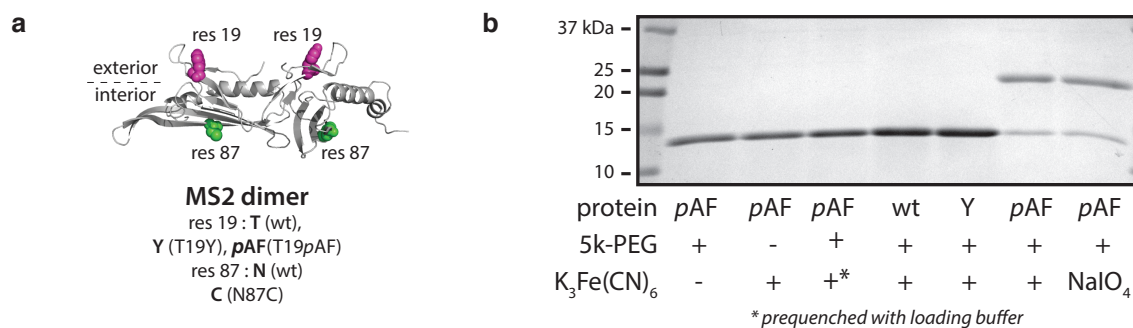 a
res 19 res 19
exterior
interior
res 87 res 87
MS2 dimer
res 19 : T (wt),
Y (T19Y), pAF(T19pAF)
res 87 : N (wt)
C (N87C)
b
37 kDa
25
20
15
10
protein pAF pAF pAF wt Y pAF pAF
5k-PEG + - + + + + +
K₃Fe(CN)₆ - + +* + + + NaIO₄
* prequenched with loading buffer